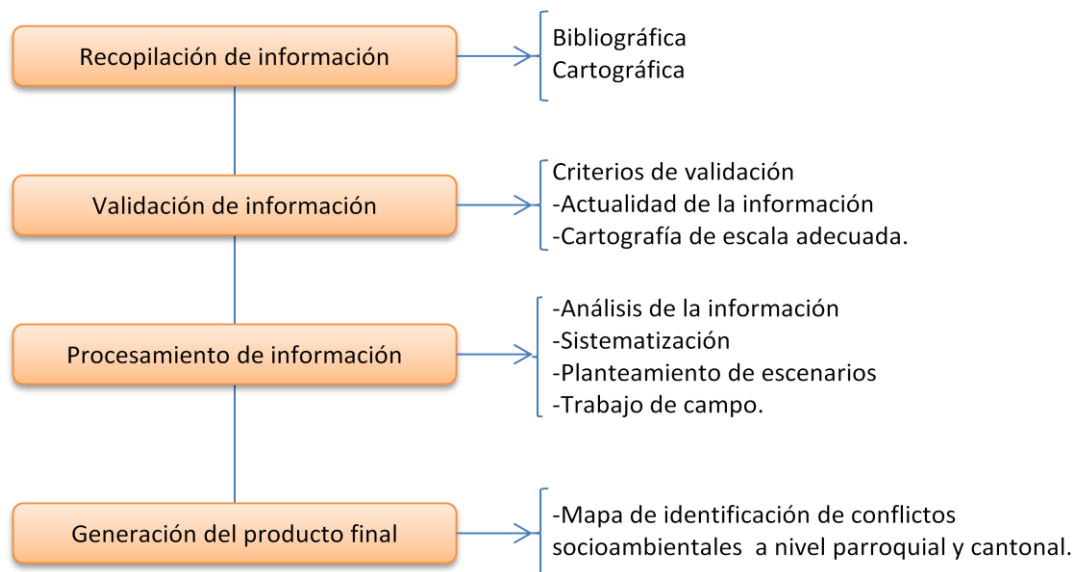 Recopilación de información
Bibliográfica
Cartográfica
Validación de información
Criterios de validación
-Actualidad de la información
-Cartografía de escala adecuada.
Procesamiento de información
-Análisis de la información
-Sistematización
-Planteamiento de escenarios
-Trabajo de campo.
Generación del producto final
-Mapa de identificación de conflictos
socioambientales a nivel parroquial y cantonal.